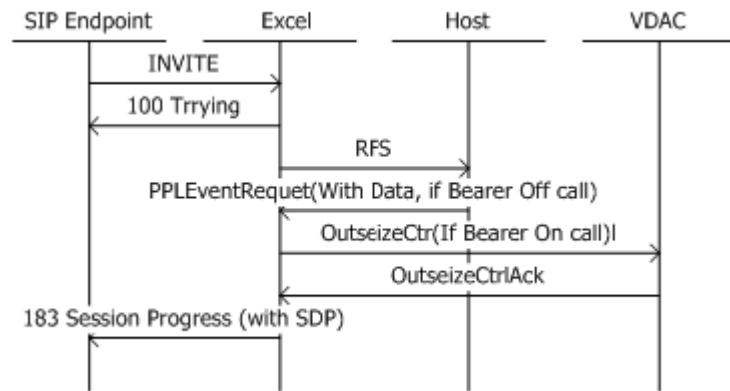 SIP Endpoint Excel Host VDAC
INVITE
100 Trrying
RFS
PPLEventRequet(With Data, if Bearer Off call)
OutseizeCtr(If Bearer On call)l
OutseizeCtrlAck
183 Session Progress (with SDP)